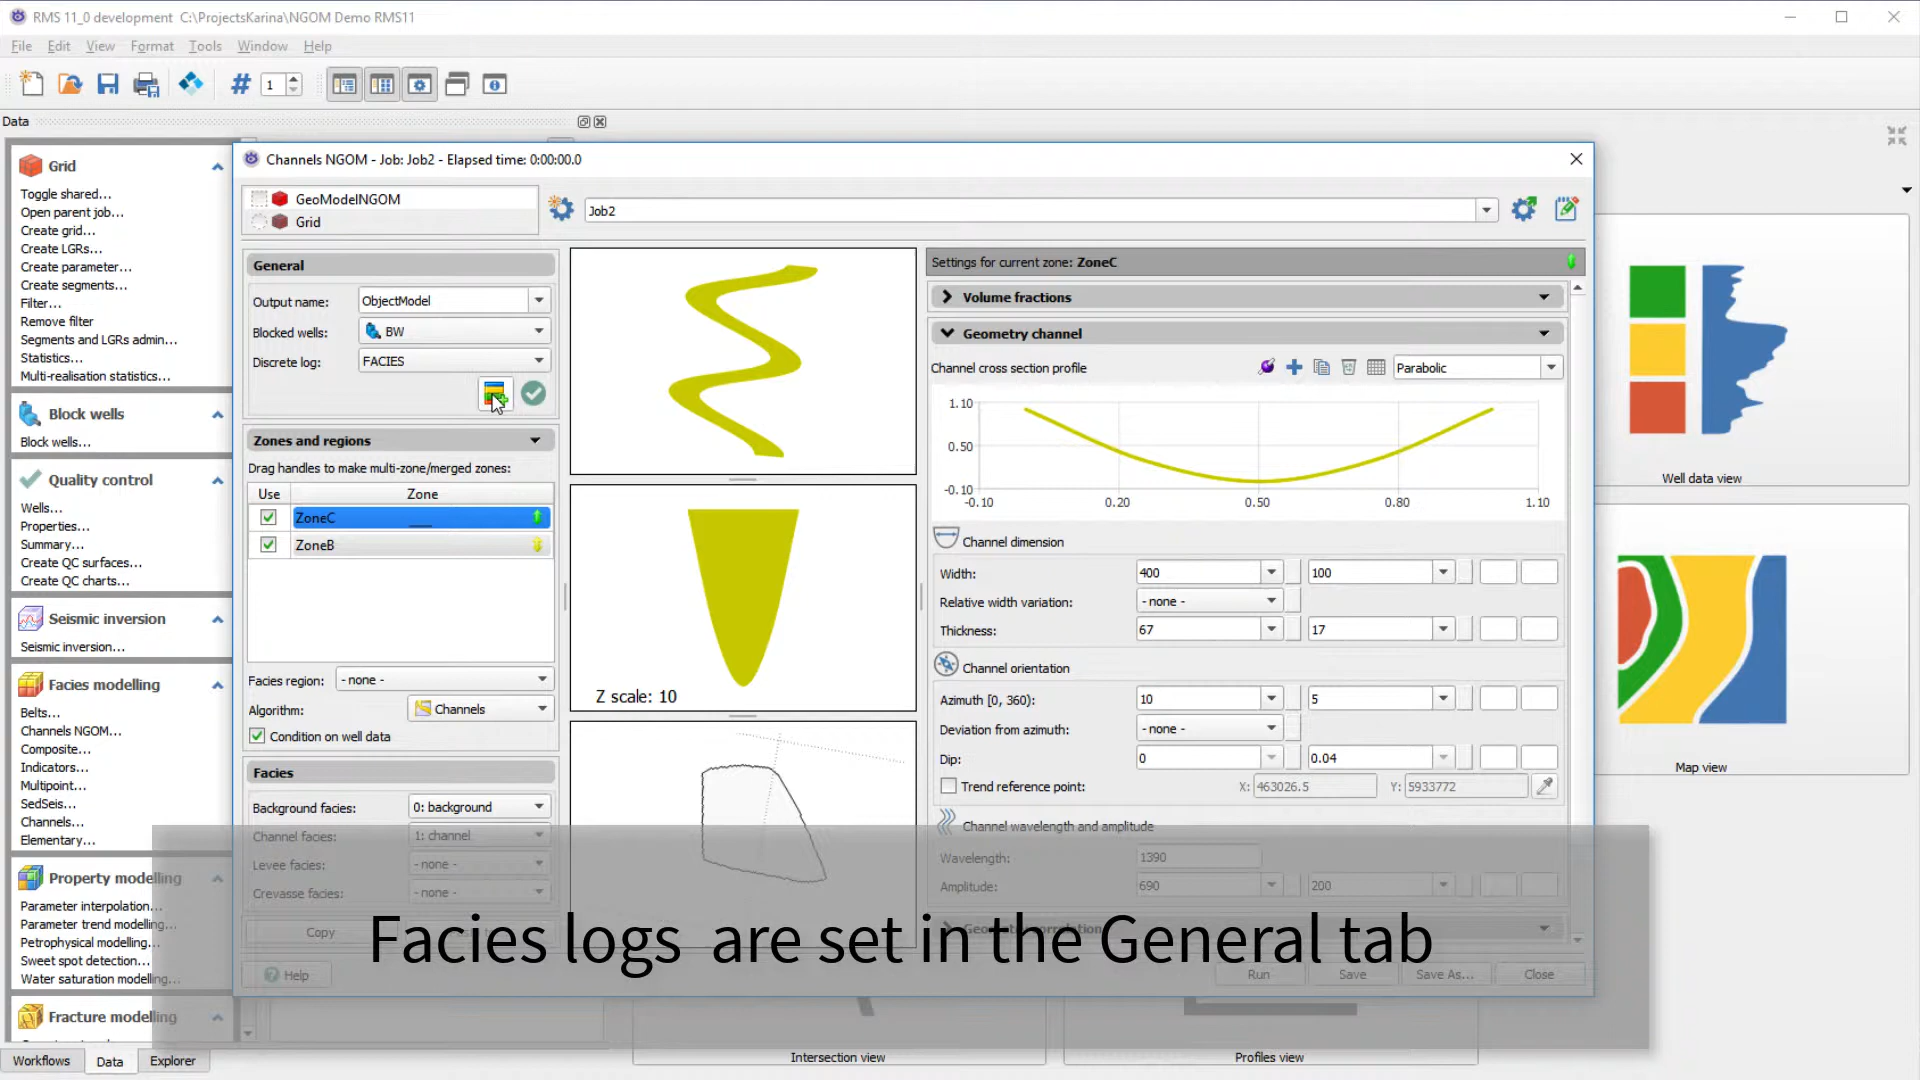 RMS 11_0 development C:\ProjectsKarina\NGOM Demo RMS11
File Edit View Format Tools Window Help
1
Data
Grid
Toggle shared...
Open parent job...
Create grid...
Create LGRs...
Create parameter...
Create segments...
Filter...
Remove filter
Segments and LGRs admin...
Statistics...
Multi-realisation statistics...
Block wells
Block wells...
Quality control
Wells...
Properties...
Summary...
Create QC surfaces...
Create QC charts...
Seismic inversion
Seismic inversion...
Facies modelling
Belts...
Channels NGOM...
Composite...
Indicators...
Multipoint...
SedSeis...
Channels...
Elementary...
Property modelling
Parameter interpolation...
Parameter trend modelling...
Petrophysical modelling...
Sweet spot detection...
Water saturation modelling...
Fracture modelling
Workflows Data Explorer
Channels NGOM - Job: Job2 - Elapsed time: 0:00:00.0
GeoModelNGOM
Grid
Job2
General
Output name: ObjectModel
Blocked wells: BW
Discrete log: FACIES
Zones and regions
Drag handles to make multi-zone/merged zones:
Use Zone
ZoneC
ZoneB
Facies region: - none -
Algorithm: Channels
Condition on well data
Facies
Background facies: 0: background
Channel facies: 1: channel
Levee facies: - none -
Crevasse facies: - none -
Copy
Help
Z scale: 10
Settings for current zone: ZoneC
Volume fractions
Geometry channel
Channel cross section profile Parabolic
1.10
0.50
-0.10
-0.10 0.20 0.50 0.80 1.10
Channel dimension
Width: 400 100
Relative width variation: - none -
Thickness: 67 17
Channel orientation
Azimuth [0, 360): 10 5
Deviation from azimuth: - none -
Dip: 0 0.04
Trend reference point: X: 463026.5 Y: 5933772
Channel wavelength and amplitude
Wavelength: 1390
Amplitude: 690 200
Run Save Save As... Close
Facies logs are set in the General tab
Well data view
Map view
Intersection view
Profiles view